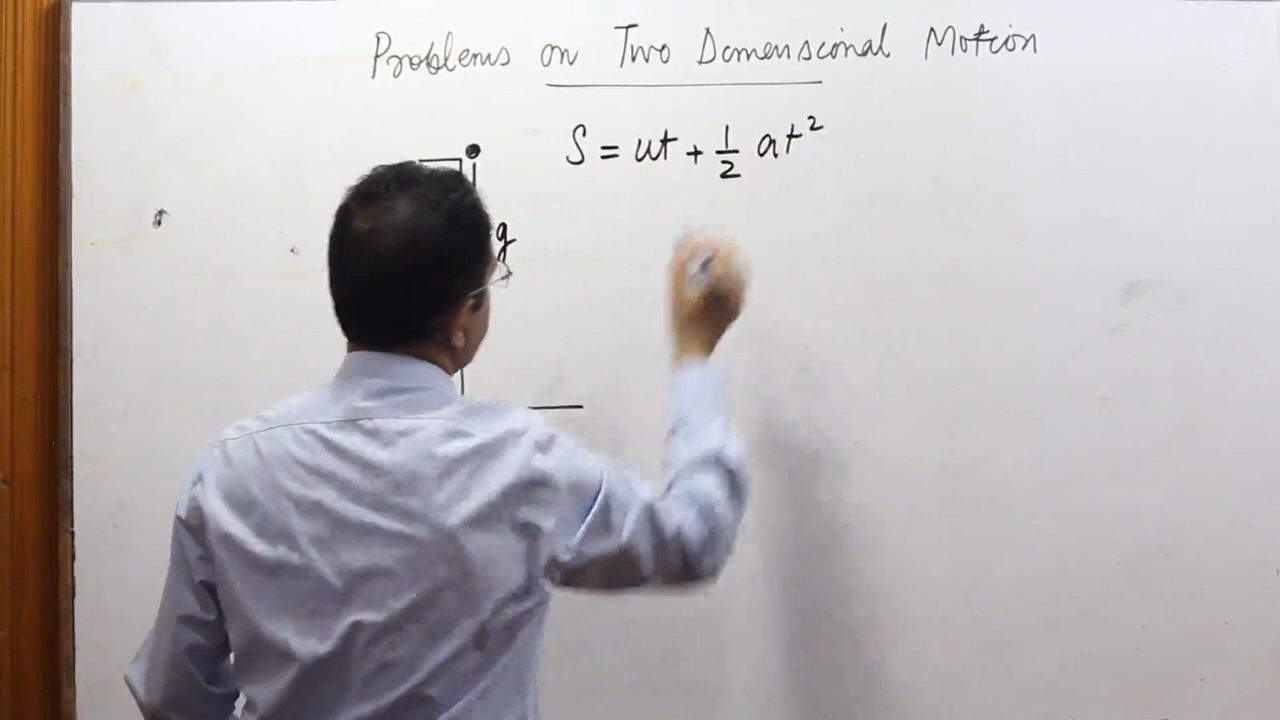 Problems on Two Dimensional Motion
S = ut + 1/2 at²
g